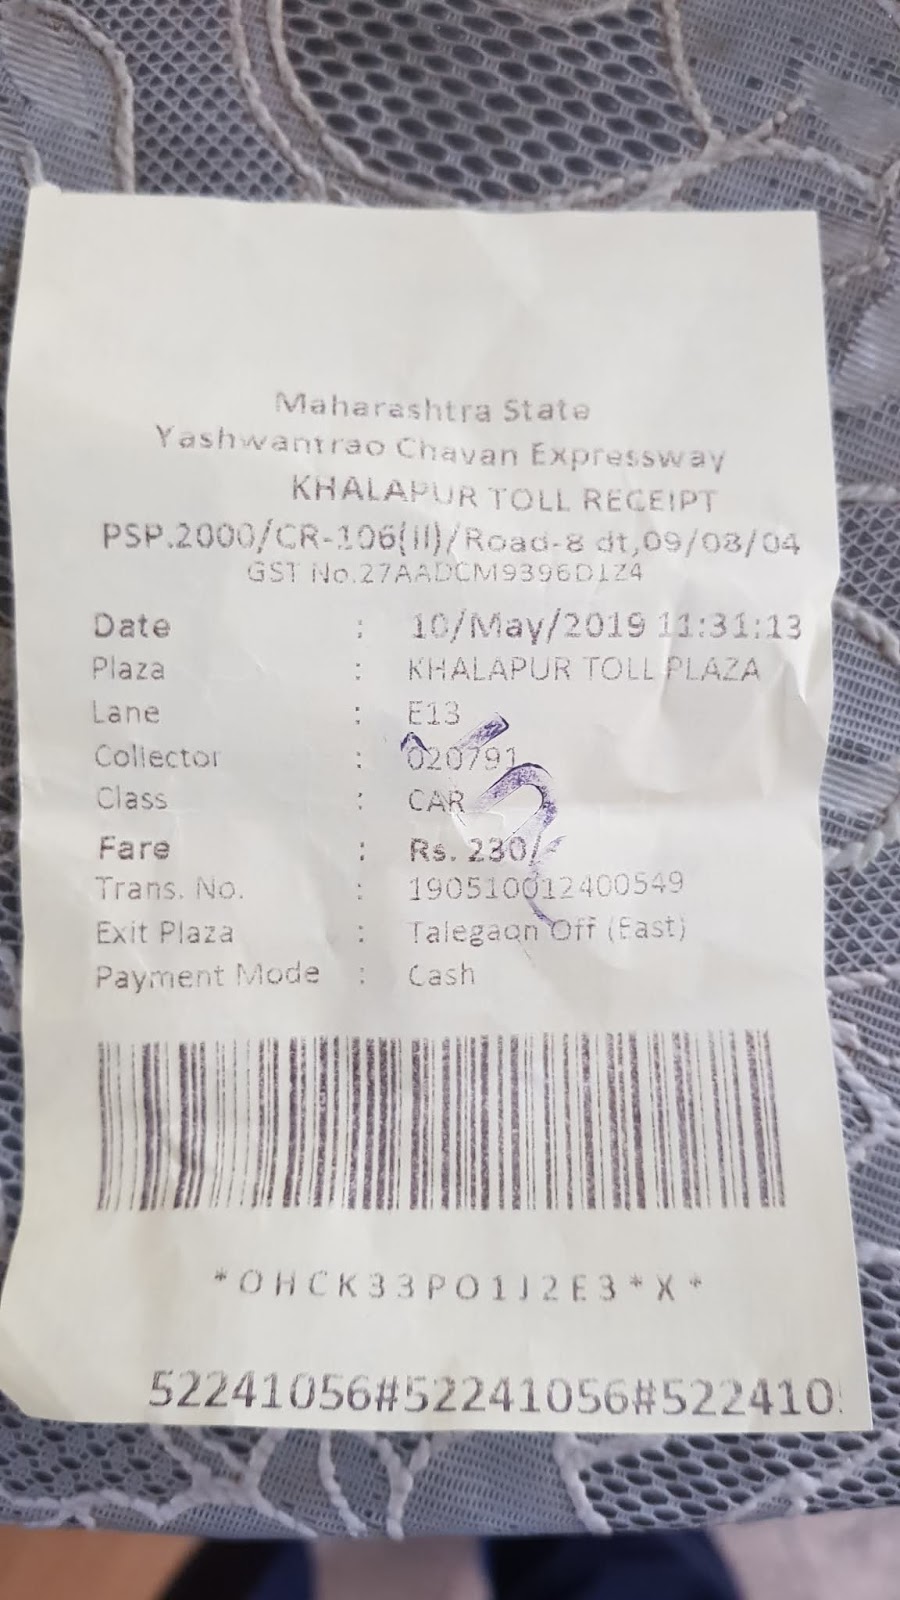 Maharashtra State
Yashwantrao Chavan Expressway
KHALAPUR TOLL RECEIPT
PSP.2000/CR-106(II)/Road-8 dt,09/08/04
GST No.27AADCM9396D1Z4
Date : 10/May/2019 11:31:13
Plaza : KHALAPUR TOLL PLAZA
Lane : E13
Collector : 020791
Class : CAR
Fare : Rs. 230/-
Trans. No. : 190510012400549
Exit Plaza : Talegaon Off (East)
Payment Mode : Cash
*OHCK33PO1J2E3*X*
52241056#52241056#522410